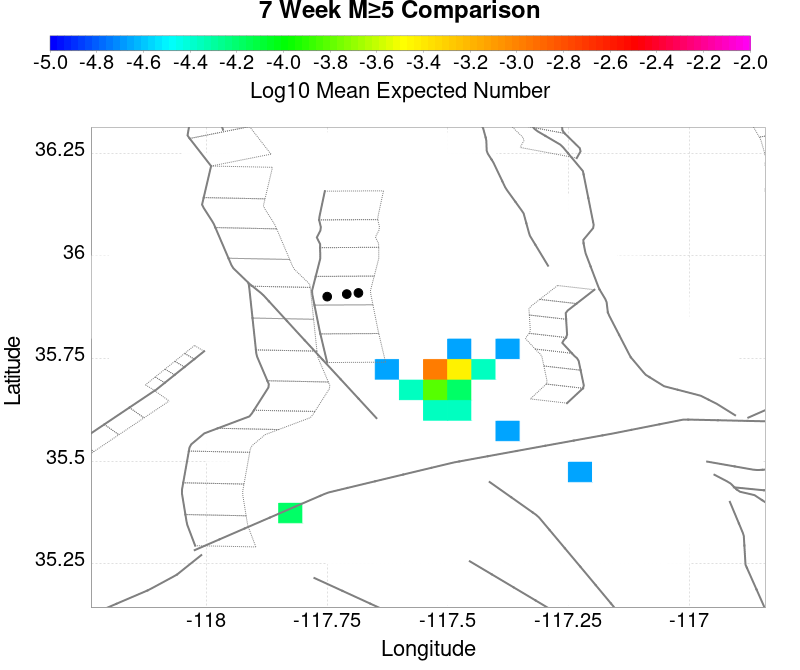 7 Week M≥5 Comparison
-5.0 -4.8 -4.6 -4.4 -4.2 -4.0 -3.8 -3.6 -3.4 -3.2 -3.0 -2.8 -2.6 -2.4 -2.2 -2.0
Log10 Mean Expected Number
36.25
36
35.75
35.5
35.25
Latitude
-118 -117.75 -117.5 -117.25 -117
Longitude